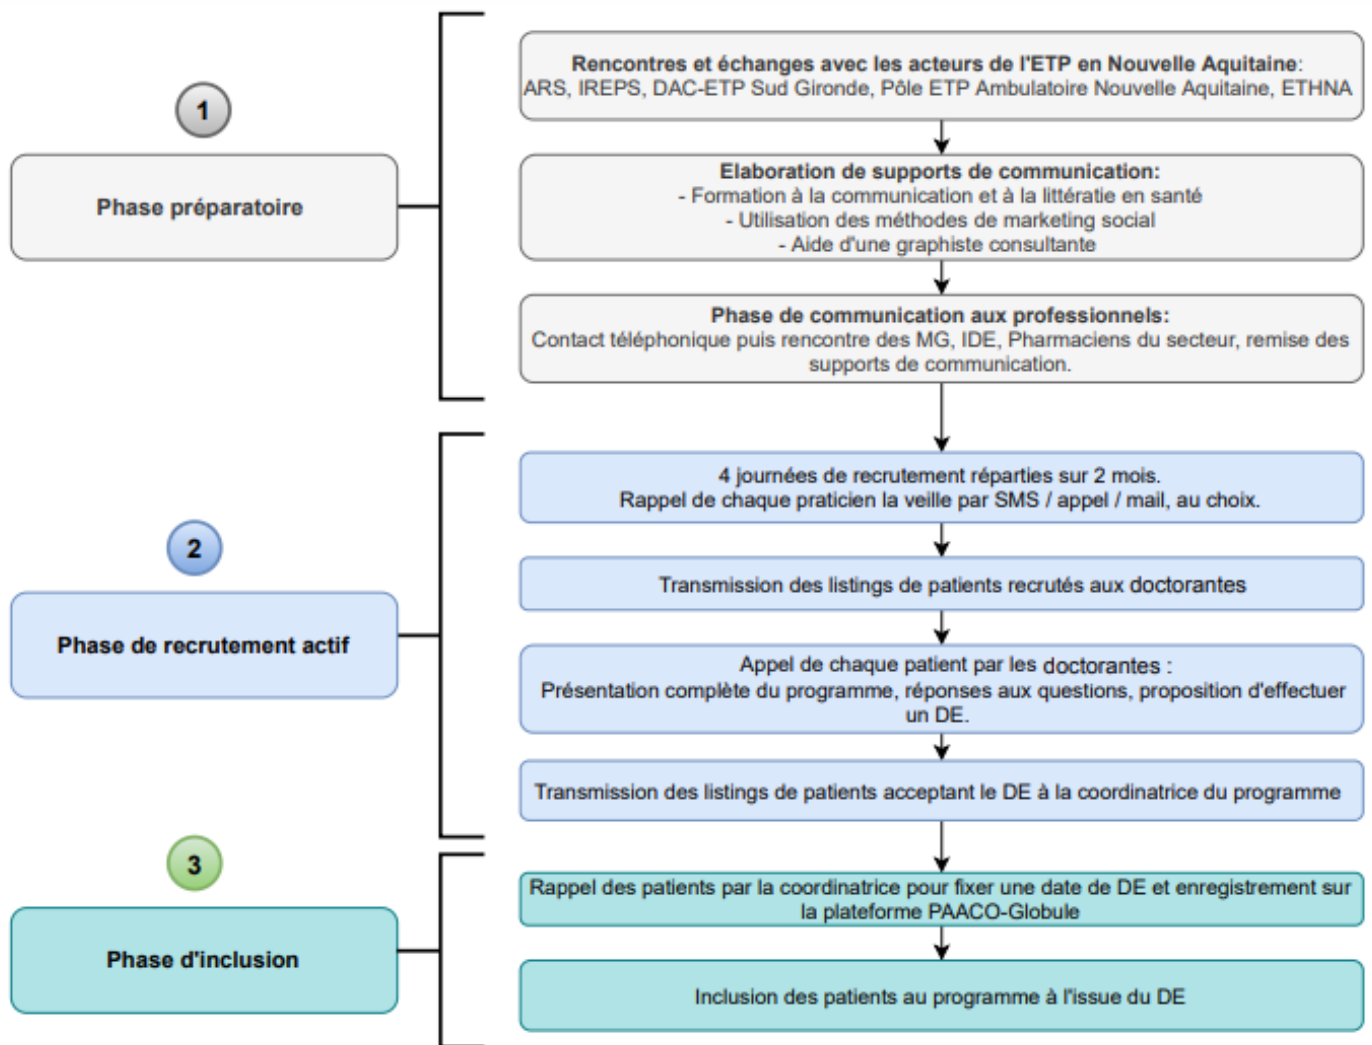 1
Phase préparatoire
Rencontres et échanges avec les acteurs de l'ETP en Nouvelle Aquitaine:
ARS, IREPS, DAC-ETP Sud Gironde, Pôle ETP Ambulatoire Nouvelle Aquitaine, ETHNA
Elaboration de supports de communication:
- Formation à la communication et à la littératie en santé
- Utilisation des méthodes de marketing social
- Aide d'une graphiste consultante
Phase de communication aux professionnels:
Contact téléphonique puis rencontre des MG, IDE, Pharmaciens du secteur, remise des
supports de communication.
2
Phase de recrutement actif
4 journées de recrutement réparties sur 2 mois.
Rappel de chaque praticien la veille par SMS / appel / mail, au choix.
Transmission des listings de patients recrutés aux doctorantes
Appel de chaque patient par les doctorantes :
Présentation complète du programme, réponses aux questions, proposition d'effectuer
un DE.
Transmission des listings de patients acceptant le DE à la coordinatrice du programme
3
Phase d'inclusion
Rappel des patients par la coordinatrice pour fixer une date de DE et enregistrement sur
la plateforme PAACO-Globule
Inclusion des patients au programme à l'issue du DE